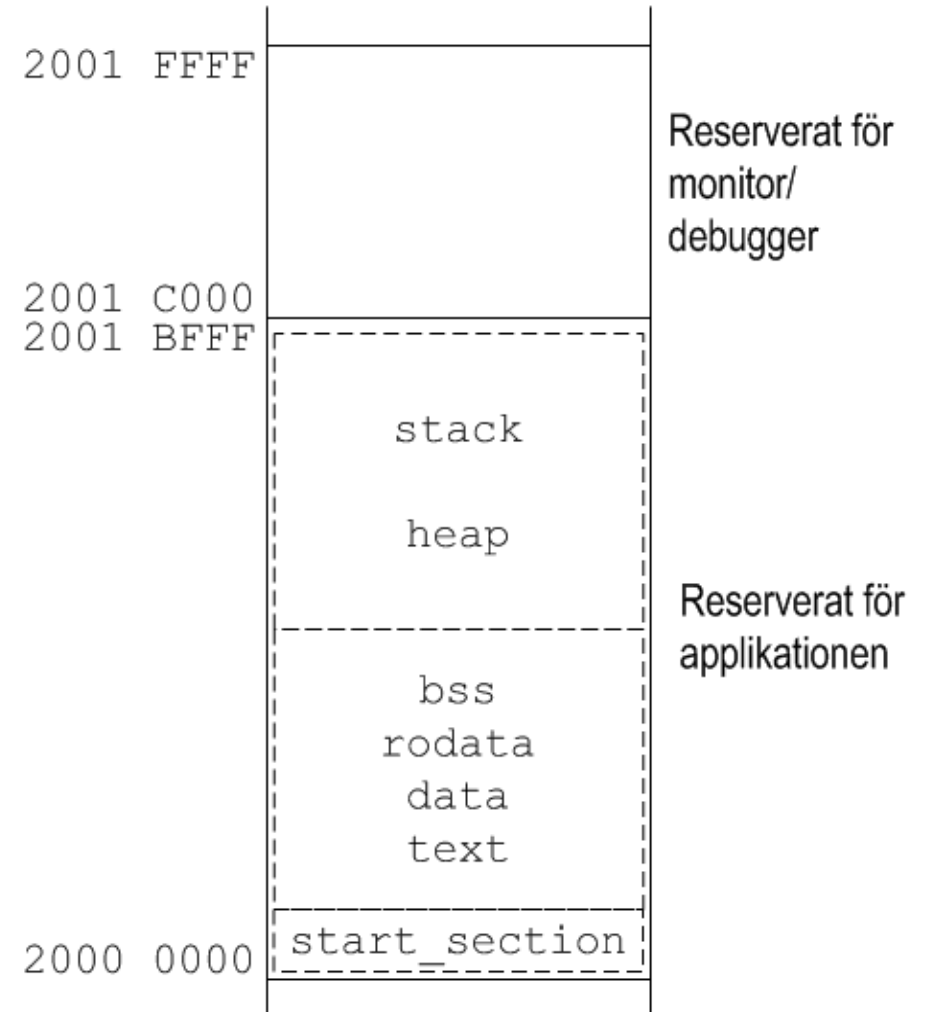 2001 FFFF
Reserverat för
monitor/
debugger
2001 C000
2001 BFFF
stack
heap
Reserverat för
applikationen
bss
rodata
data
text
start_section
2000 0000